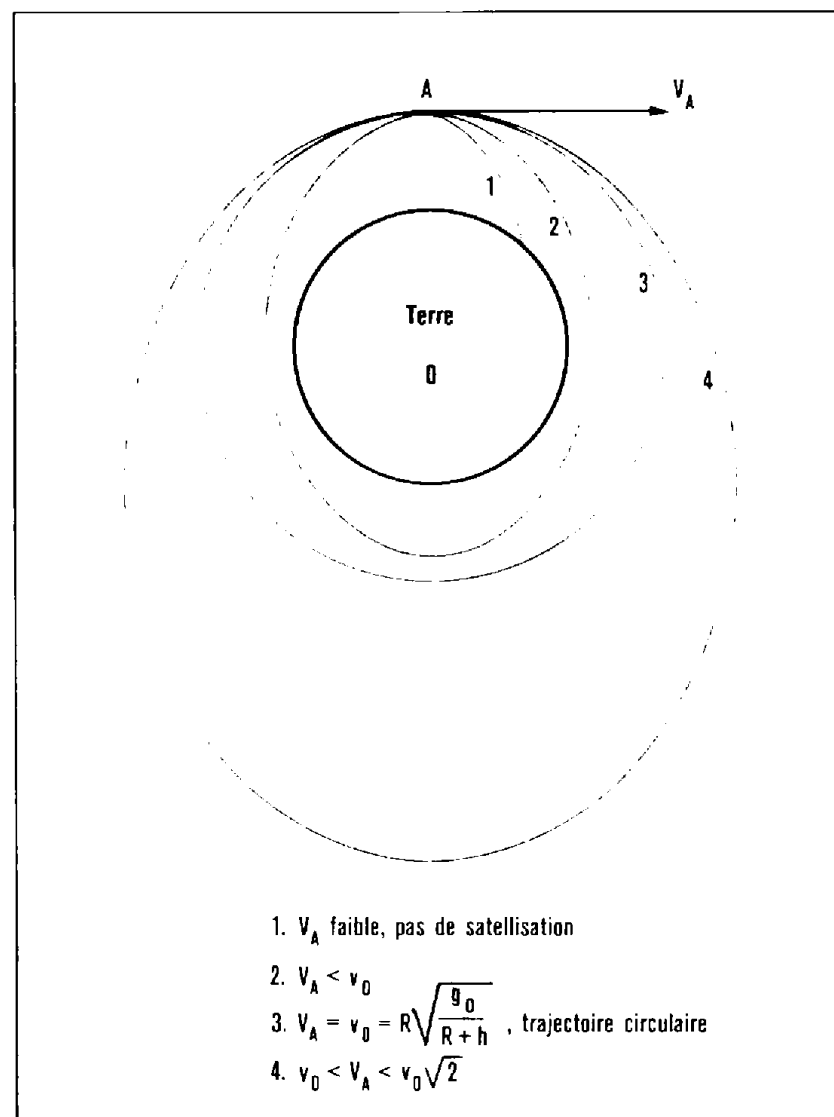 A
V_A
1
2
3
Terre
4
O
1. V_A faible, pas de satellisation
2. V_A < v_0
3. V_A = v_0 = R√(g_0/(R + h)) , trajectoire circulaire
4. v_0 < V_A < v_0√2